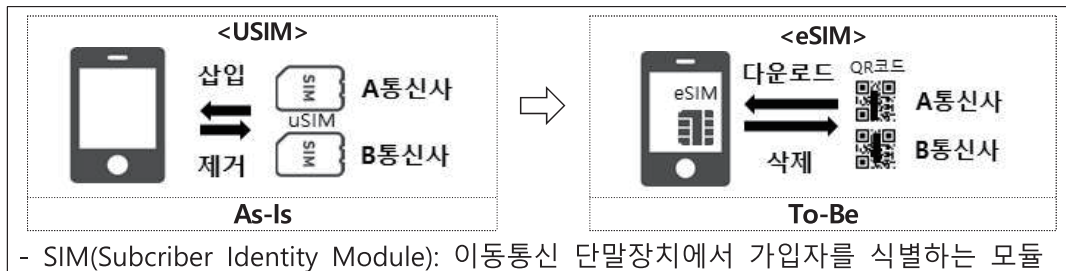 <USIM>
삽입
SIM
A통신사
uSIM
SIM
B통신사
제거
As-Is
<eSIM>
다운로드
QR코드
eSIM
A통신사
B통신사
삭제
To-Be
- SIM(Subcriber Identity Module): 이동통신 단말장치에서 가입자를 식별하는 모듈